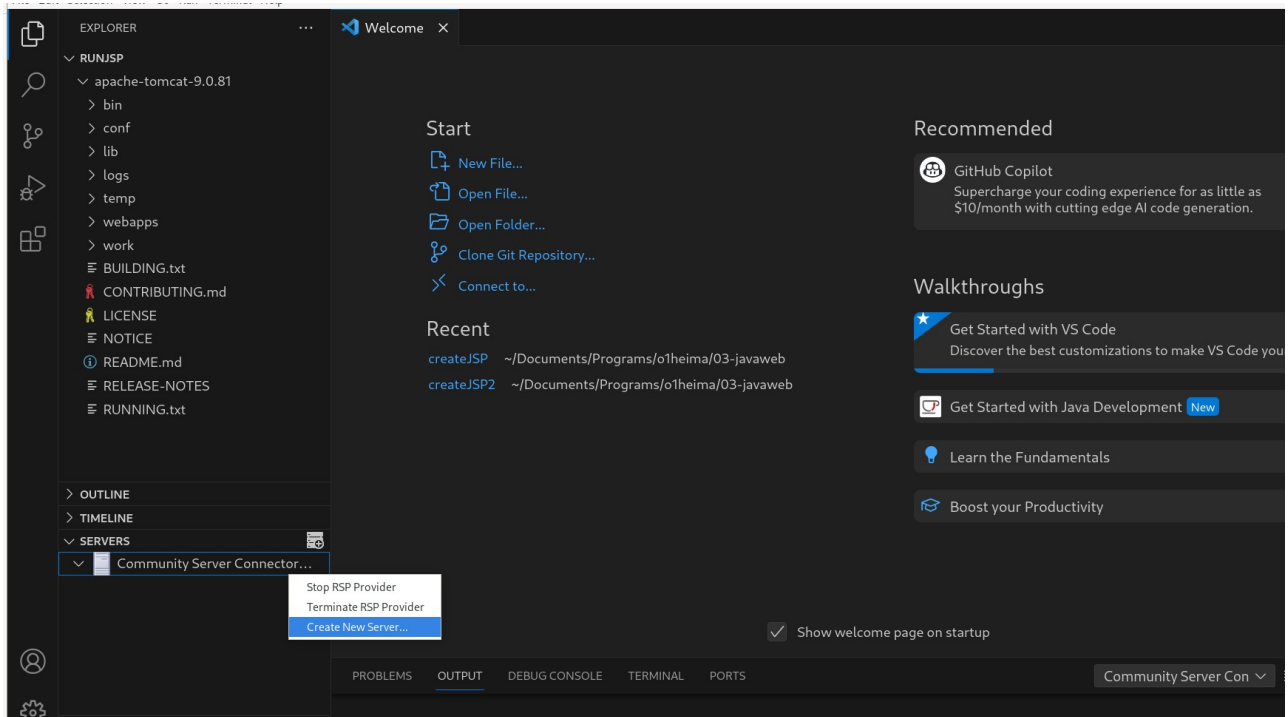 EXPLORER
Welcome
RUNJSP
apache-tomcat-9.0.81
bin
conf
lib
logs
temp
webapps
work
BUILDING.txt
CONTRIBUTING.md
LICENSE
NOTICE
README.md
RELEASE-NOTES
RUNNING.txt
OUTLINE
TIMELINE
SERVERS
Community Server Connector...
Stop RSP Provider
Terminate RSP Provider
Create New Server...
Start
New File...
Open File...
Open Folder...
Clone Git Repository...
Connect to...
Recent
createJSP ~/Documents/Programs/o1heima/03-javaweb
createJSP2 ~/Documents/Programs/o1heima/03-javaweb
Recommended
GitHub Copilot
Supercharge your coding experience for as little as
$10/month with cutting edge AI code generation.
Walkthroughs
Get Started with VS Code
Discover the best customizations to make VS Code you
Get Started with Java Development New
Learn the Fundamentals
Boost your Productivity
Show welcome page on startup
PROBLEMS OUTPUT DEBUG CONSOLE TERMINAL PORTS
Community Server Con